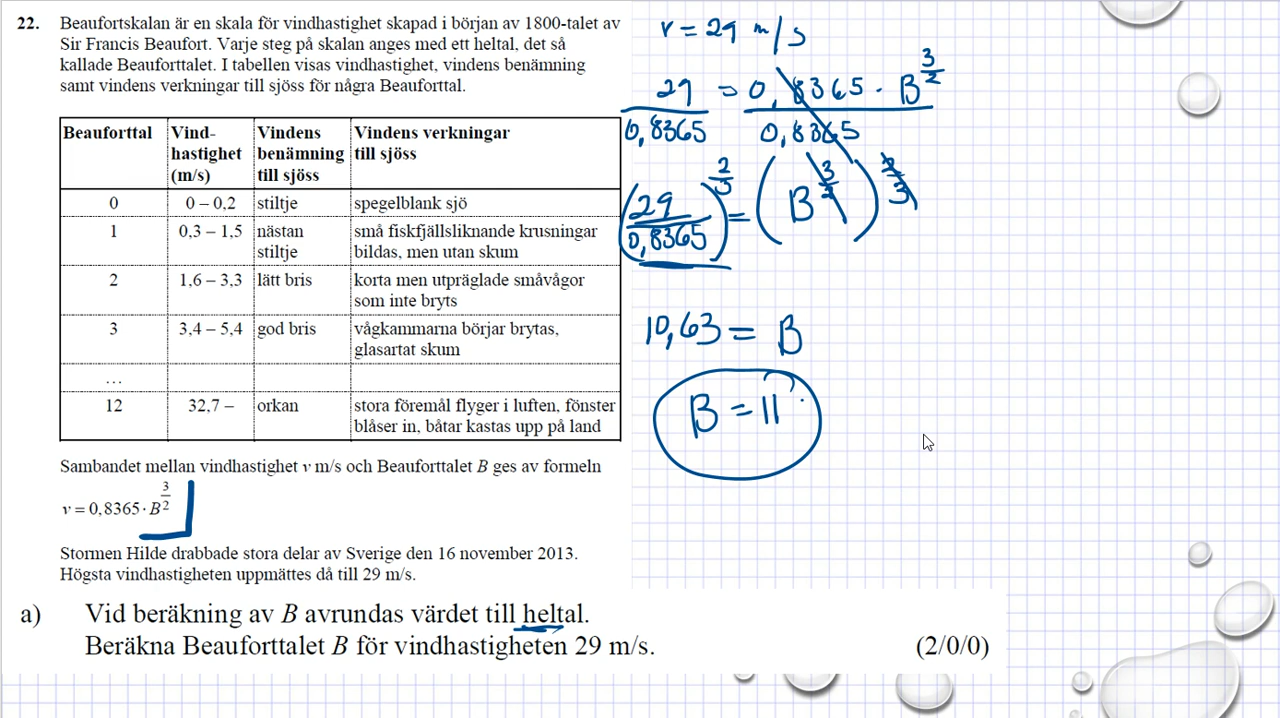 22. Beaufortskalan är en skala för vindhastighet skapad i början av 1800-talet av
Sir Francis Beaufort. Varje steg på skalan anges med ett heltal, det så
kallade Beauforttalet. I tabellen visas vindhastighet, vindens benämning
samt vindens verkningar till sjöss för några Beauforttal.
Beauforttal Vind-hastighet (m/s) Vindens benämning till sjöss Vindens verkningar till sjöss
0 0 – 0,2 stiltje spegelblank sjö
1 0,3 – 1,5 nästan stiltje små fiskfjällsliknande krusningar bildas, men utan skum
2 1,6 – 3,3 lätt bris korta men utpräglade småvågor som inte bryts
3 3,4 – 5,4 god bris vågkammarna börjar brytas, glasartat skum
…
12 32,7 – orkan stora föremål flyger i luften, fönster blåser in, båtar kastas upp på land
Sambandet mellan vindhastighet v m/s och Beauforttalet B ges av formeln
v = 0,8365 · B^(3/2)
Stormen Hilde drabbade stora delar av Sverige den 16 november 2013.
Högsta vindhastigheten uppmättes då till 29 m/s.
a) Vid beräkning av B avrundas värdet till heltal.
Beräkna Beauforttalet B för vindhastigheten 29 m/s. (2/0/0)
v = 29 m/s
29/0,8365 = 0,8365 · B^(3/2)/0,8365
(29/0,8365)^(2/3) = (B^(3/2))^(2/3)
10,63 = B
B = 11